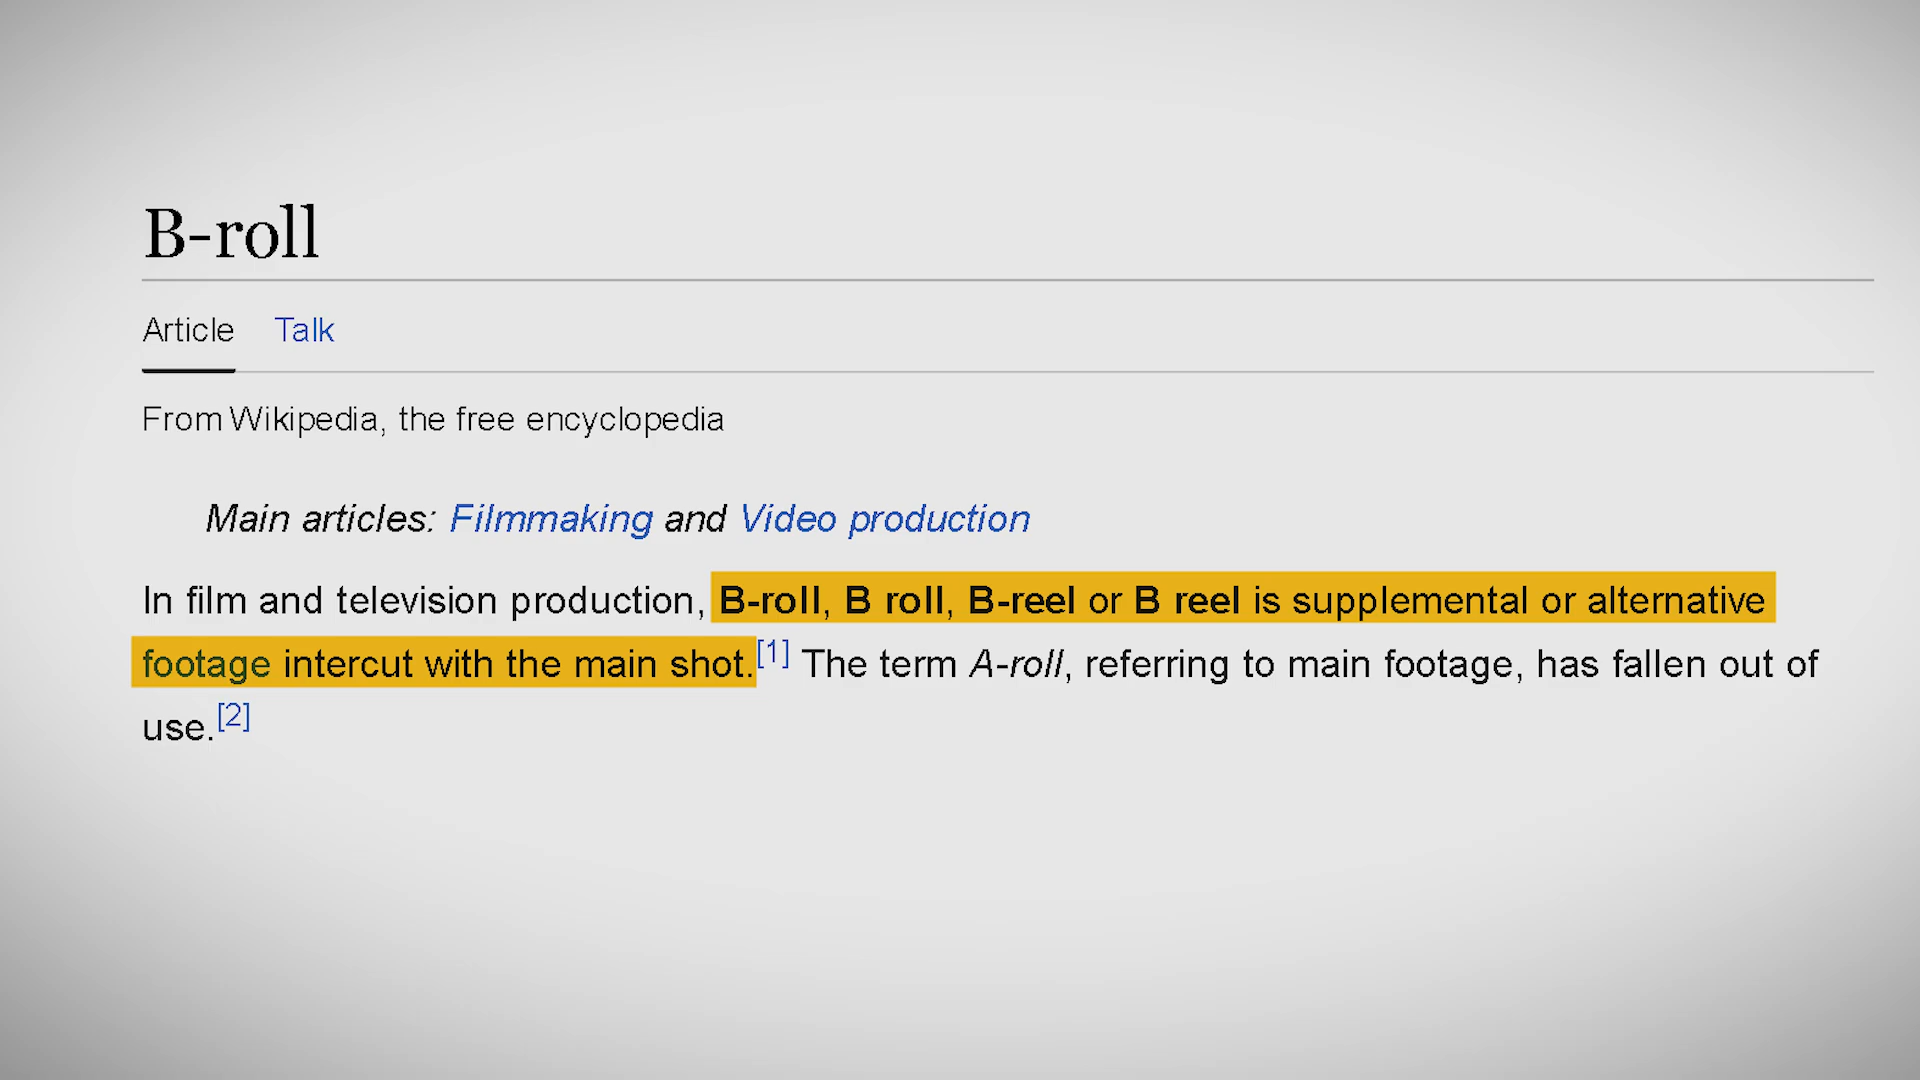 B-roll
Article Talk
From Wikipedia, the free encyclopedia
Main articles: Filmmaking and Video production
In film and television production, B-roll, B roll, B-reel or B reel is supplemental or alternative
footage intercut with the main shot.[1] The term A-roll, referring to main footage, has fallen out of
use.[2]